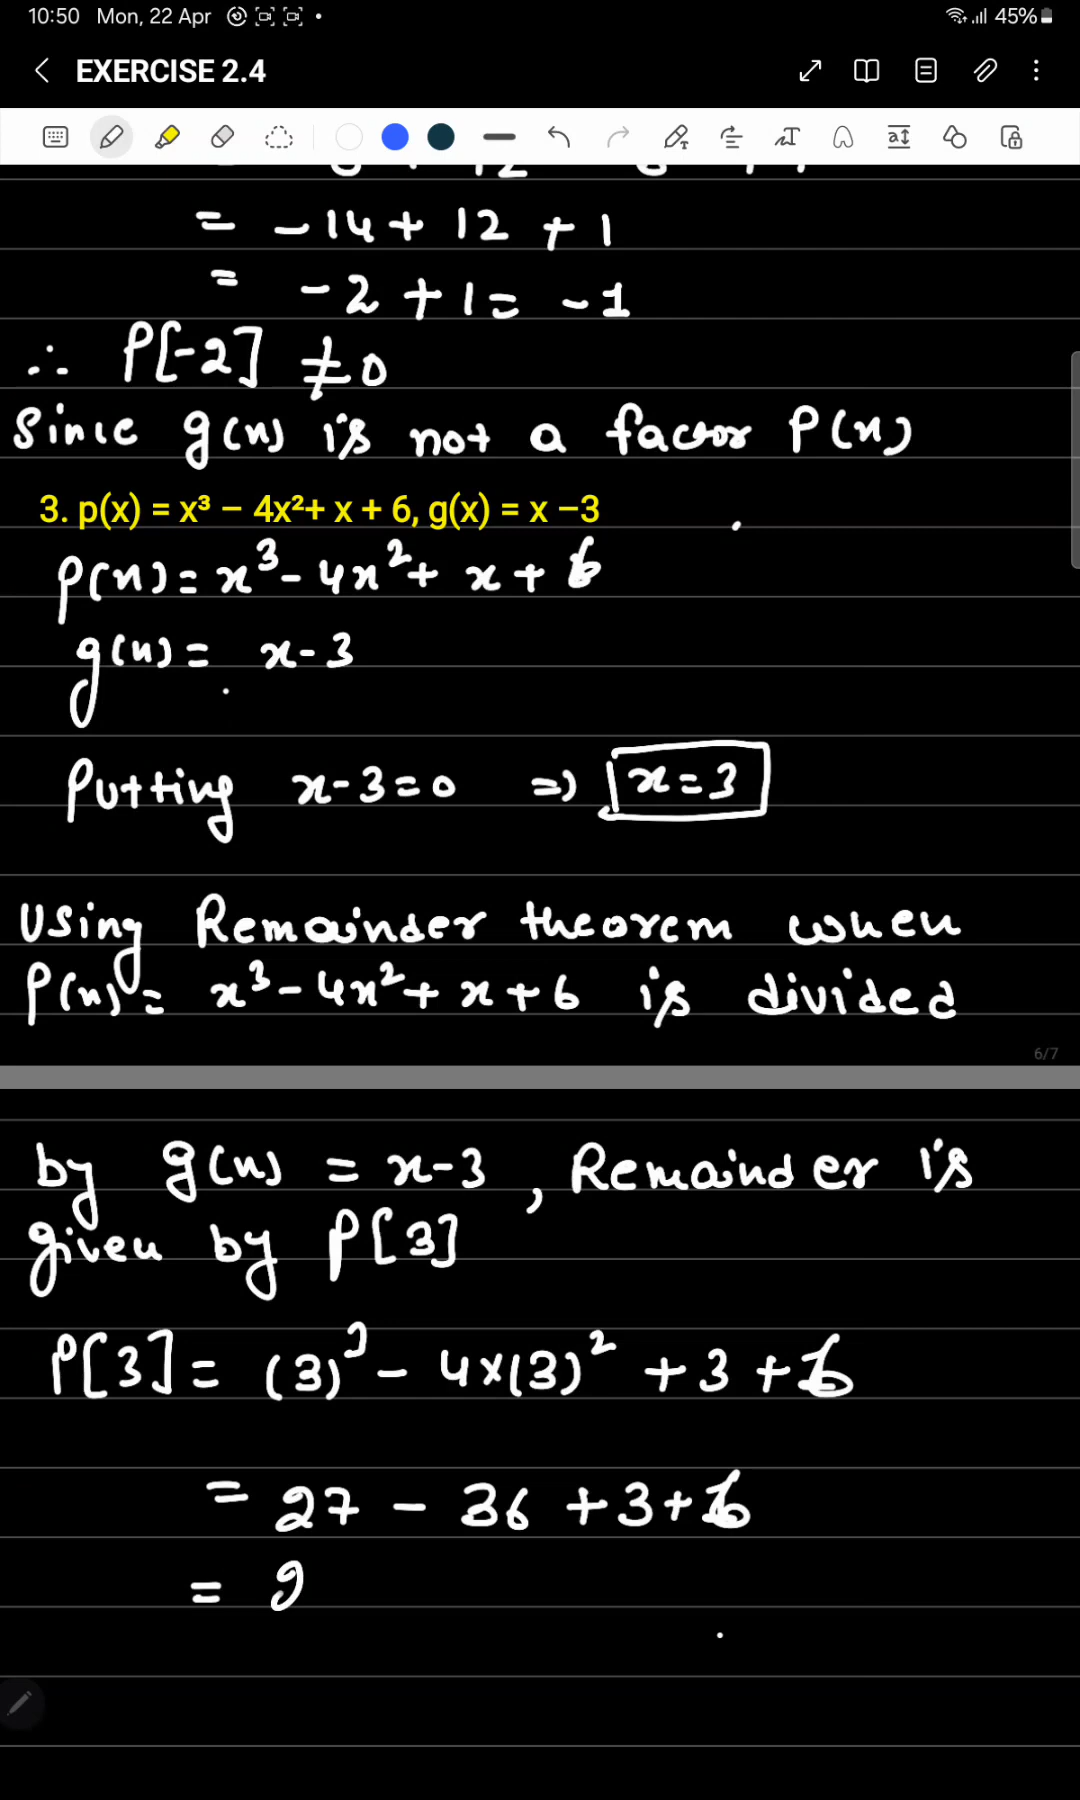 10:50 Mon, 22 Apr
45%
EXERCISE 2.4
= -14 + 12 + 1
= -2 + 1 = -1
∴ P[-2] ≠ 0
Since g(x) is not a factor P(x)
3. p(x) = x³ – 4x²+ x + 6, g(x) = x –3
p(x) = x³ - 4x² + x + 6
g(x) = x - 3
Putting x - 3 = 0 ⇒ x = 3
Using Remainder theorem when
P(x) = x³ - 4x² + x + 6 is divided
6/7
by g(x) = x - 3, Remainder is
given by P[3]
P[3] = (3)³ - 4×(3)² + 3 + 6
= 27 - 36 + 3 + 6
= 9